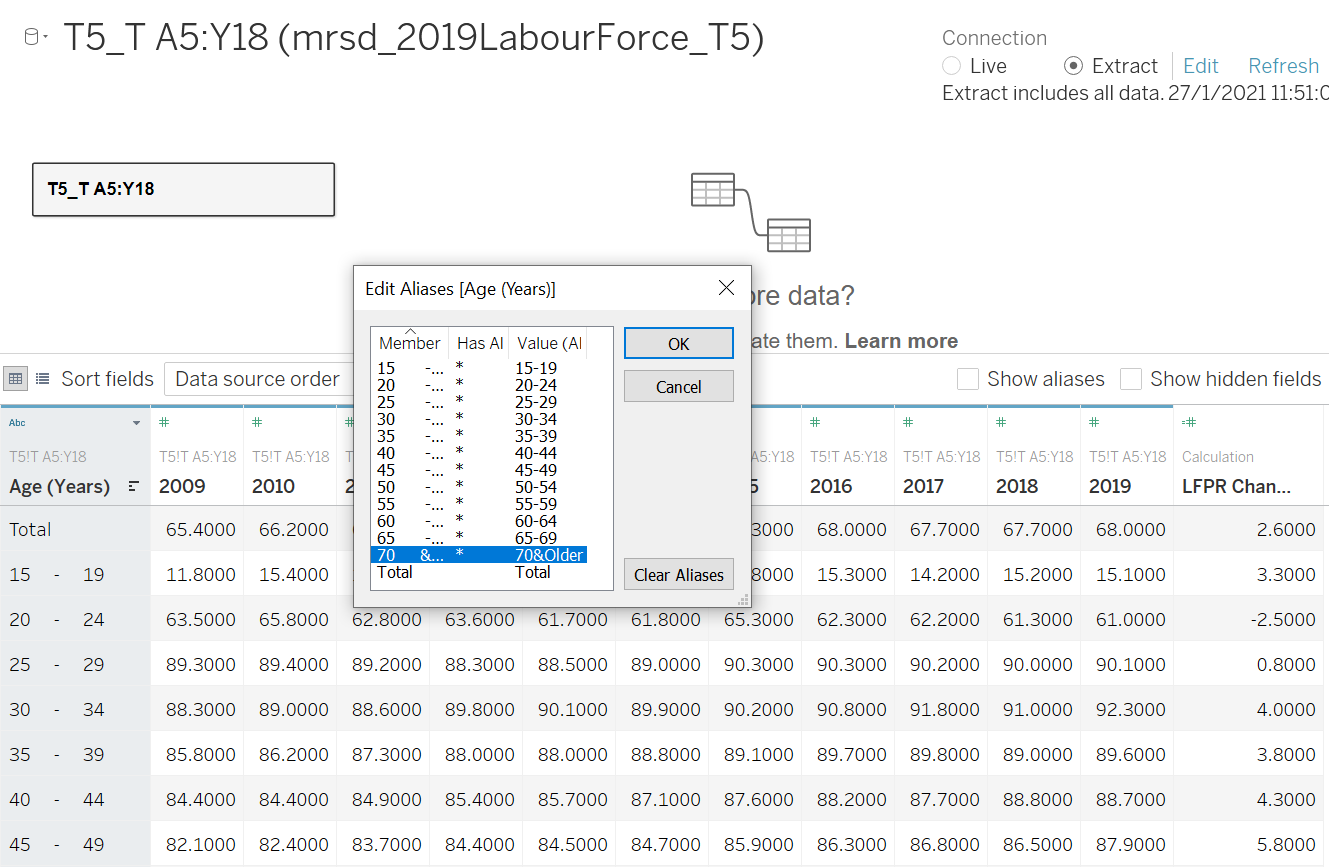 T5_T A5:Y18 (mrsd_2019LabourForce_T5)
Connection
Live Extract Edit Refresh
Extract includes all data. 27/1/2021 11:51:0
T5_T A5:Y18
Edit Aliases [Age (Years)]
ore data?
ate them. Learn more
Member Has Al Value (Al
15 -... * 15-19
20 -... * 20-24
25 -... * 25-29
30 -... * 30-34
35 -... * 35-39
40 -... * 40-44
45 -... * 45-49
50 -... * 50-54
55 -... * 55-59
60 -... * 60-64
65 -... * 65-69
70 &... * 70&Older
Total Total
OK
Cancel
Clear Aliases
Sort fields Data source order Show aliases Show hidden fields
Abc # # # # # # # =#
T5!T A5:Y18 T5!T A5:Y18 T5!T A5:Y18 T A5:Y18 T5!T A5:Y18 T5!T A5:Y18 T5!T A5:Y18 T5!T A5:Y18 Calculation
Age (Years) 2009 2010 2 5 2016 2017 2018 2019 LFPR Chan...
Total 65.4000 66.2000 3000 68.0000 67.7000 67.7000 68.0000 2.6000
15 - 19 11.8000 15.4000 8000 15.3000 14.2000 15.2000 15.1000 3.3000
20 - 24 63.5000 65.8000 62.8000 63.6000 61.7000 61.8000 65.3000 62.3000 62.2000 61.3000 61.0000 -2.5000
25 - 29 89.3000 89.4000 89.2000 88.3000 88.5000 89.0000 90.3000 90.3000 90.2000 90.0000 90.1000 0.8000
30 - 34 88.3000 89.0000 88.6000 89.8000 90.1000 89.9000 90.2000 90.8000 91.8000 91.0000 92.3000 4.0000
35 - 39 85.8000 86.2000 87.3000 88.0000 88.0000 88.8000 89.1000 89.7000 89.8000 89.0000 89.6000 3.8000
40 - 44 84.4000 84.4000 84.9000 85.4000 85.7000 87.1000 87.6000 88.2000 87.7000 88.8000 88.7000 4.3000
45 - 49 82.1000 82.4000 83.7000 84.4000 84.7000 84.7000 85.9000 86.3000 86.8000 86.5000 87.9000 5.8000